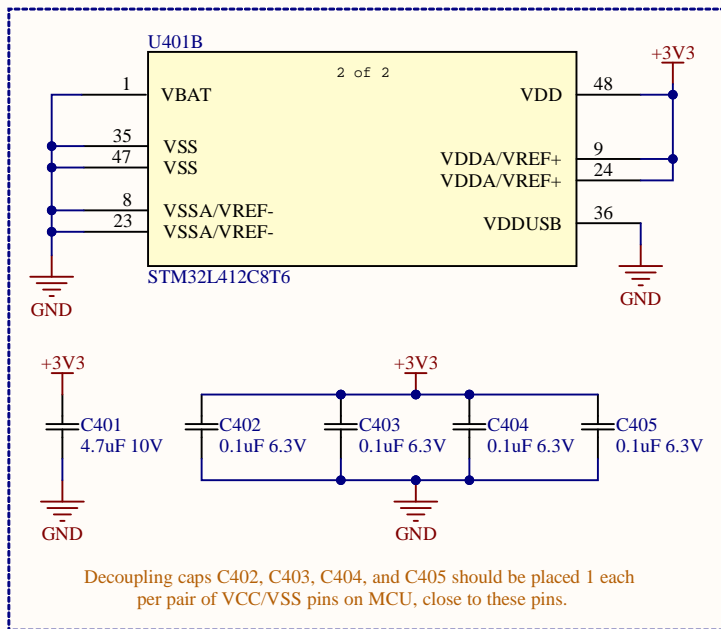 U401B
2 of 2
+3V3
1 VBAT
VDD 48
35 VSS
47 VSS
VDDA/VREF+ 9
VDDA/VREF+ 24
8 VSSA/VREF-
23 VSSA/VREF-
VDDUSB 36
STM32L412C8T6
GND
GND
+3V3
+3V3
C401
4.7uF 10V
C402
0.1uF 6.3V
C403
0.1uF 6.3V
C404
0.1uF 6.3V
C405
0.1uF 6.3V
GND
GND
Decoupling caps C402, C403, C404, and C405 should be placed 1 each
per pair of VCC/VSS pins on MCU, close to these pins.